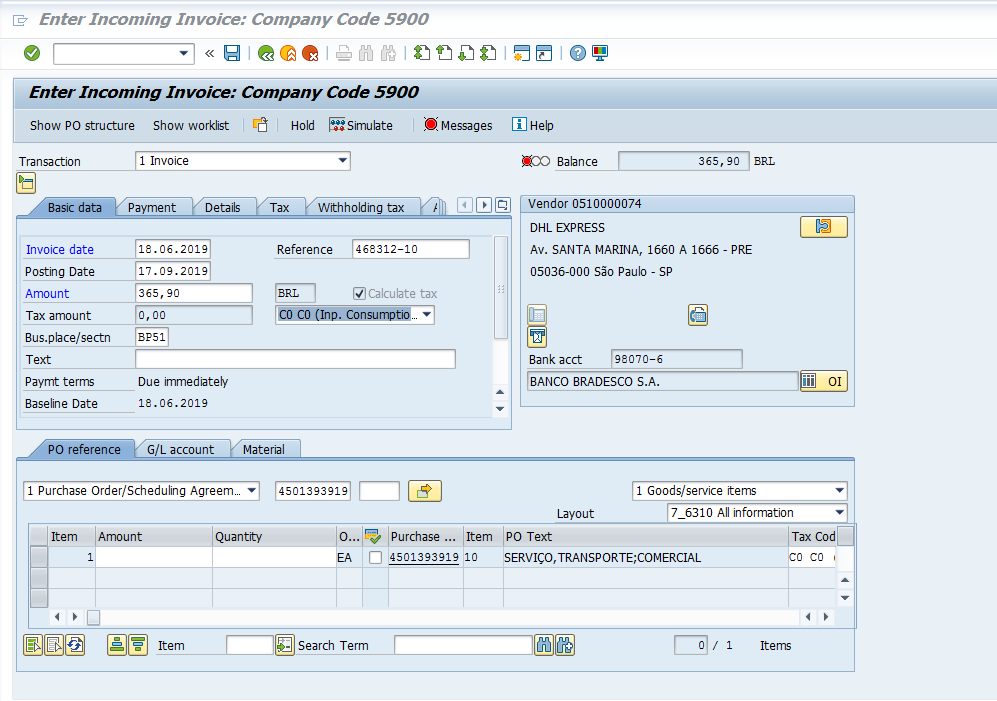 Enter Incoming Invoice: Company Code 5900
Enter Incoming Invoice: Company Code 5900
Show PO structure Show worklist Hold Simulate Messages Help
Transaction 1 Invoice Balance 365,90 BRL
Basic data Payment Details Tax Withholding tax
Invoice date 18.06.2019 Reference 468312-10
Posting Date 17.09.2019
Amount 365,90 BRL Calculate tax
Tax amount 0,00 C0 C0 (Inp. Consumptio...
Bus.place/sectn BP51
Text
Paymt terms Due immediately
Baseline Date 18.06.2019
Vendor 0510000074
DHL EXPRESS
Av. SANTA MARINA, 1660 A 1666 - PRE
05036-000 São Paulo - SP
Bank acct 98070-6
BANCO BRADESCO S.A. OI
PO reference G/L account Material
1 Purchase Order/Scheduling Agreem... 4501393919 1 Goods/service items
Layout 7_6310 All information
Item Amount Quantity O... Purchase ... Item PO Text Tax Cod
1 EA 4501393919 10 SERVIÇO,TRANSPORTE;COMERCIAL C0 C0
Item Search Term 0 / 1 Items